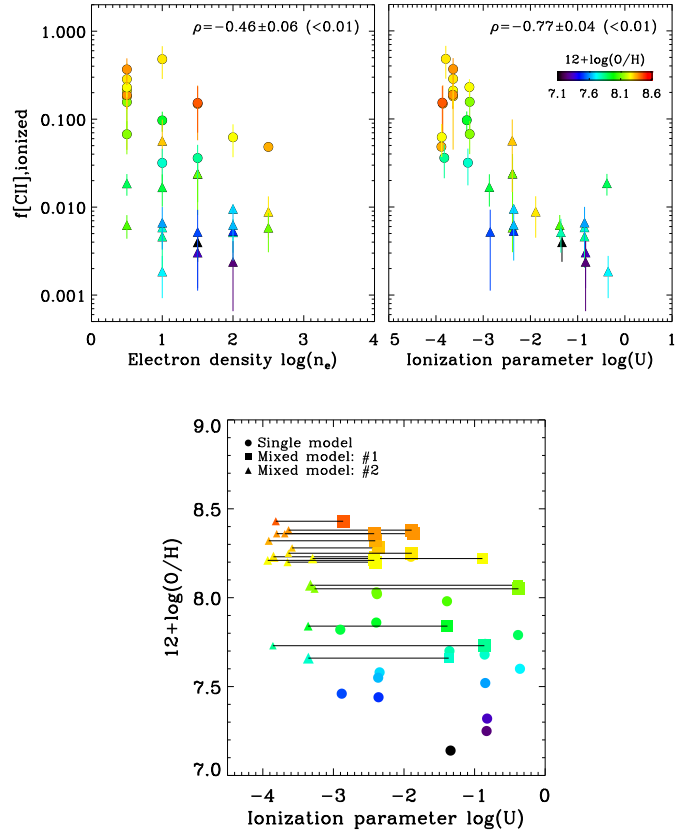 ρ=−0.46±0.06 (<0.01)
ρ=−0.77±0.04 (<0.01)
12+log(O/H)
7.1 7.6 8.1 8.6
f[CII],ionized
1.000
0.100
0.010
0.001
0 1 2 3 4
5 −4 −3 −2 −1 0 1
Electron density log(nₑ)
Ionization parameter log(U)
Single model
Mixed model: #1
Mixed model: #2
12+log(O/H)
9.0
8.5
8.0
7.5
7.0
−4 −3 −2 −1 0
Ionization parameter log(U)